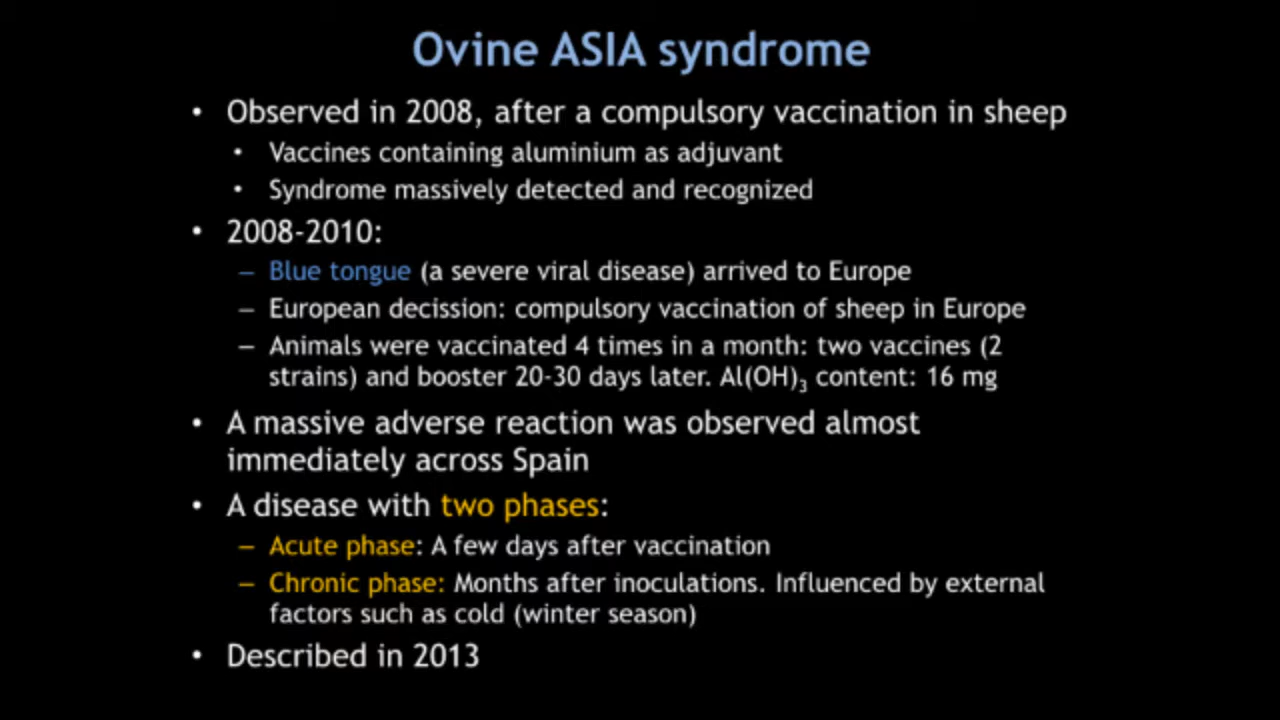 Ovine ASIA syndrome
• Observed in 2008, after a compulsory vaccination in sheep
• Vaccines containing aluminium as adjuvant
• Syndrome massively detected and recognized
• 2008-2010:
– Blue tongue (a severe viral disease) arrived to Europe
– European decission: compulsory vaccination of sheep in Europe
– Animals were vaccinated 4 times in a month: two vaccines (2
strains) and booster 20-30 days later. Al(OH)₃ content: 16 mg
• A massive adverse reaction was observed almost
immediately across Spain
• A disease with two phases:
– Acute phase: A few days after vaccination
– Chronic phase: Months after inoculations. Influenced by external
factors such as cold (winter season)
• Described in 2013